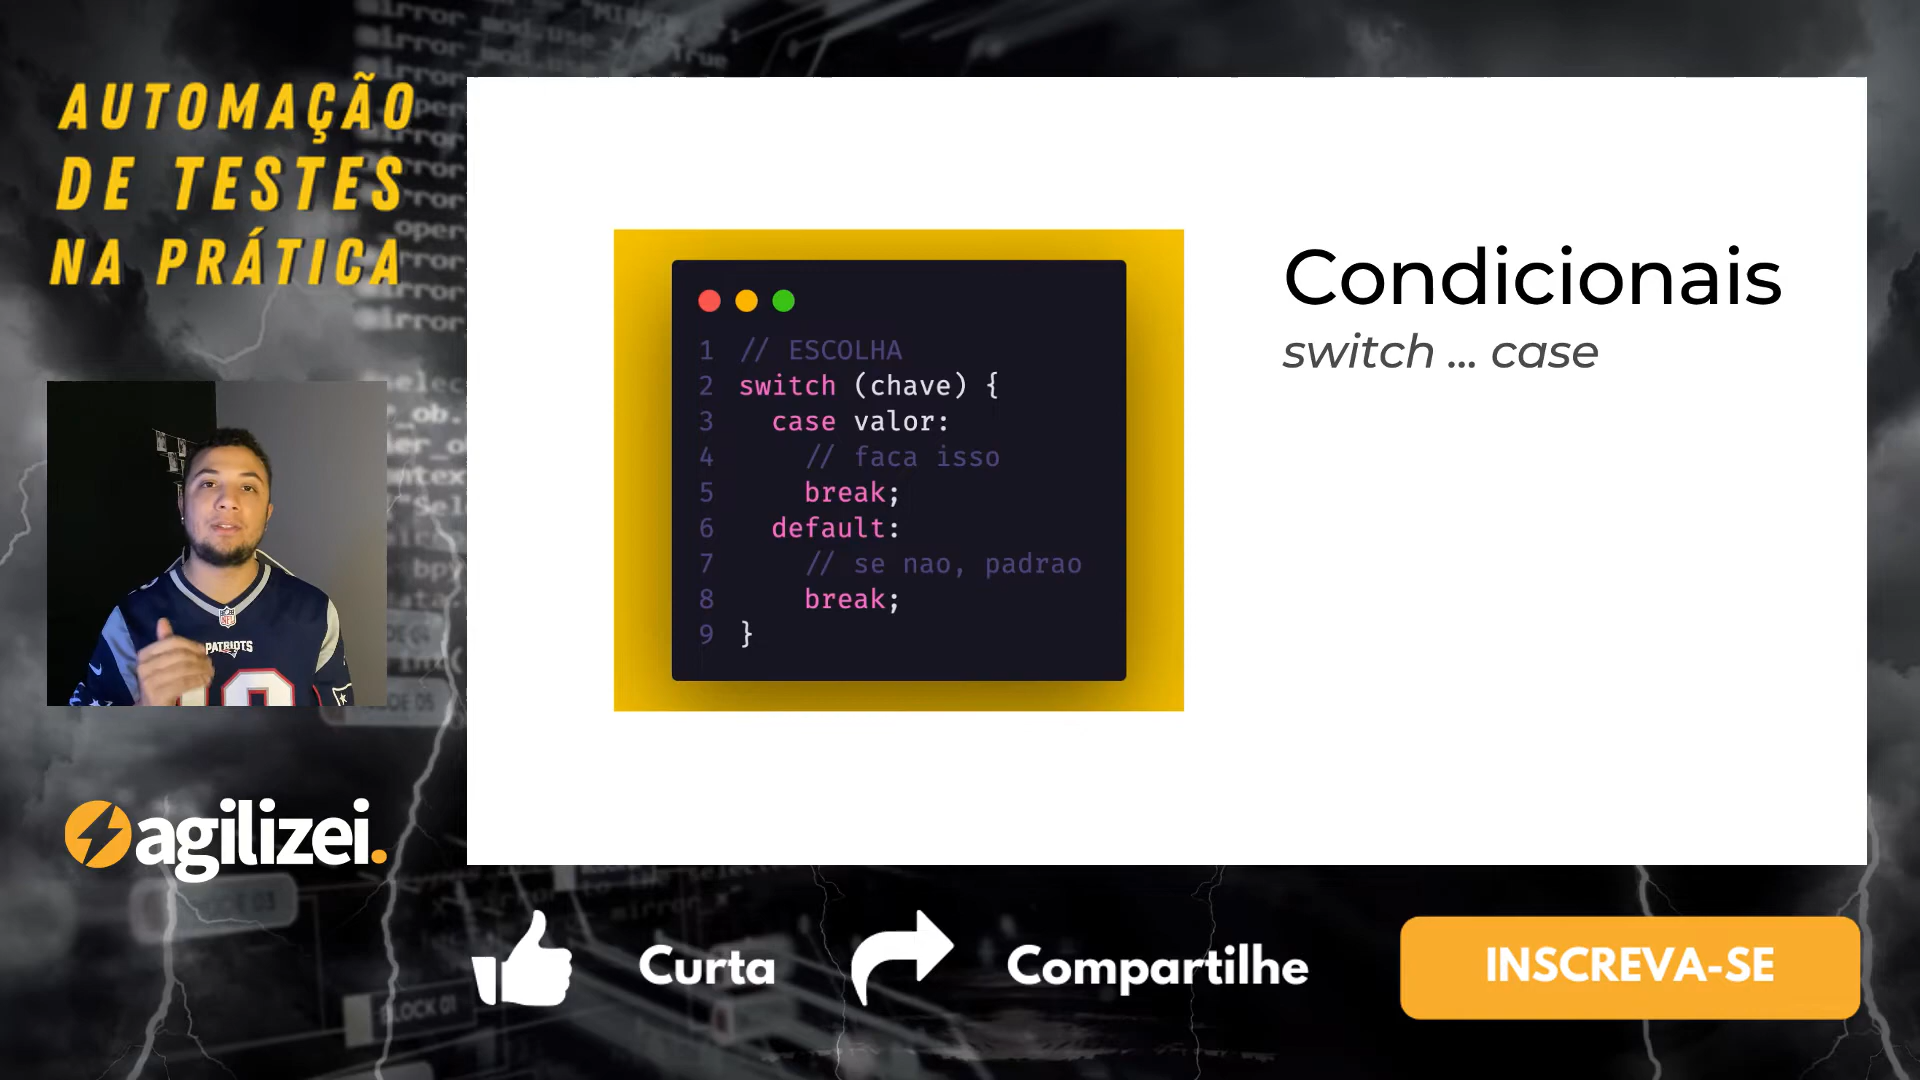 AUTOMAÇÃO
DE TESTES
NA PRÁTICA
PATRIOTS
agilizei.
1 // ESCOLHA
2 switch (chave) {
3 case valor:
4 // faca isso
5 break;
6 default:
7 // se nao, padrao
8 break;
9 }
Condicionais
switch ... case
Curta
Compartilhe
INSCREVA-SE